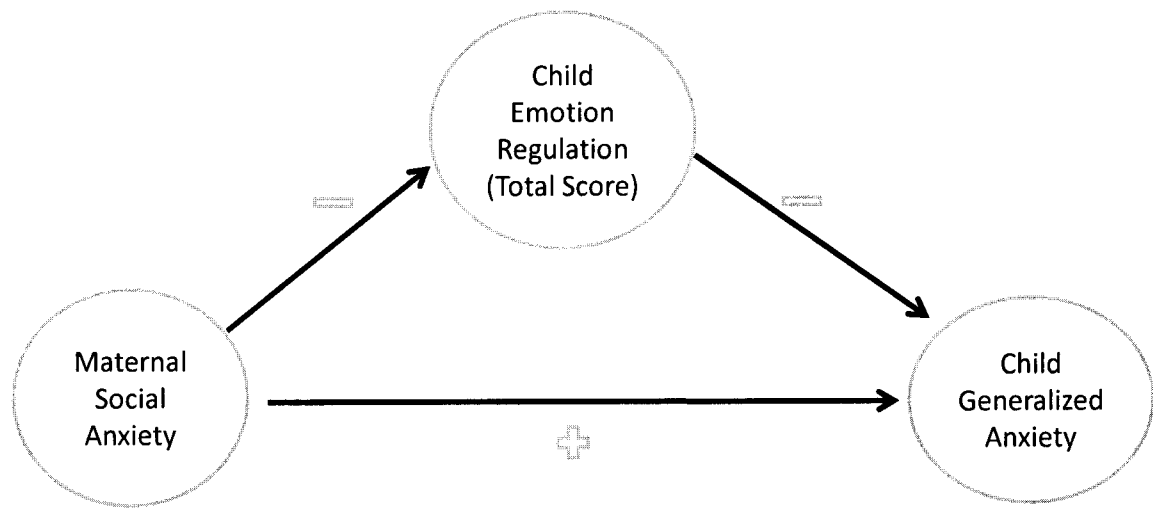 Child
Emotion
Regulation
(Total Score)
Maternal
Social
Anxiety
Child
Generalized
Anxiety